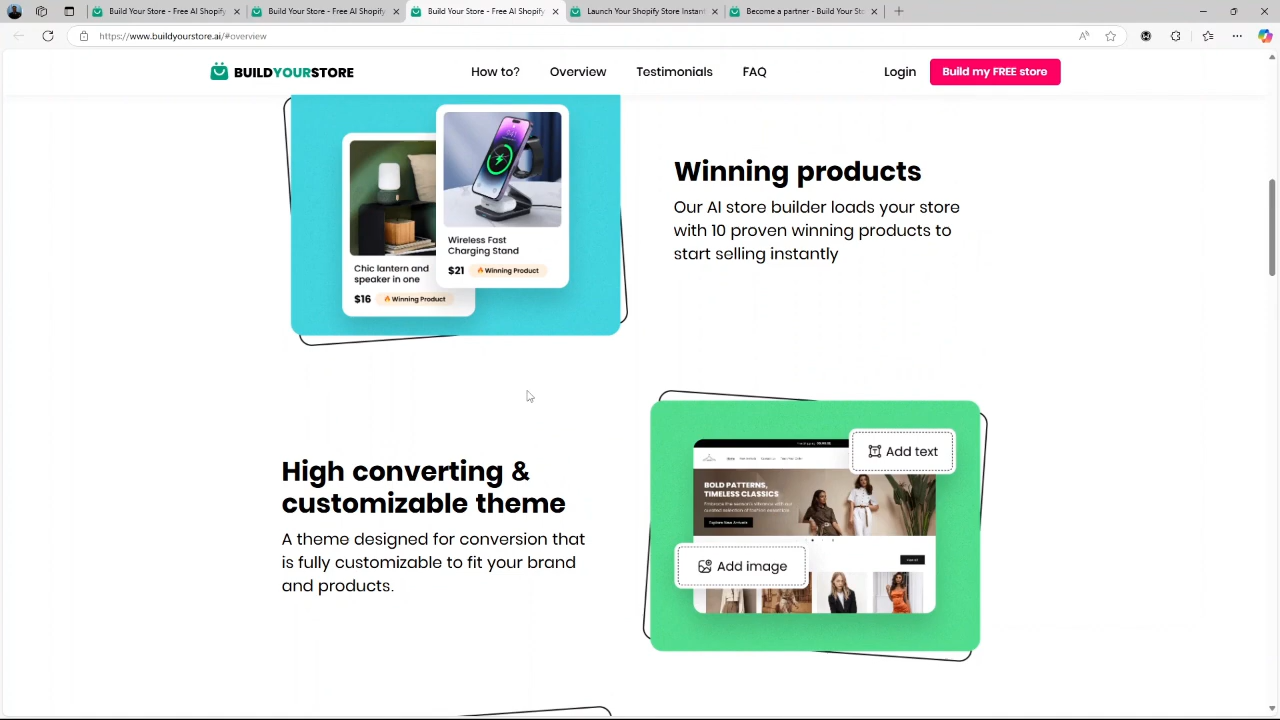 Build Your Store - Free AI Shopify
Build Your Store - Free AI Shopify
Build Your Store - Free AI Shopify
Launch Your Shopify Store Instan
Become a partner - Build Your Sto
https://www.buildyourstore.ai/#overview
BUILDYOURSTORE
How to?
Overview
Testimonials
FAQ
Login
Build my FREE store
Wireless Fast
Charging Stand
$21
Winning Product
Chic lantern and
speaker in one
$16
Winning Product
Winning products
Our AI store builder loads your store
with 10 proven winning products to
start selling instantly
High converting &
customizable theme
A theme designed for conversion that
is fully customizable to fit your brand
and products.
Add text
BOLD PATTERNS,
TIMELESS CLASSICS
Explore New Arrivals
Add image